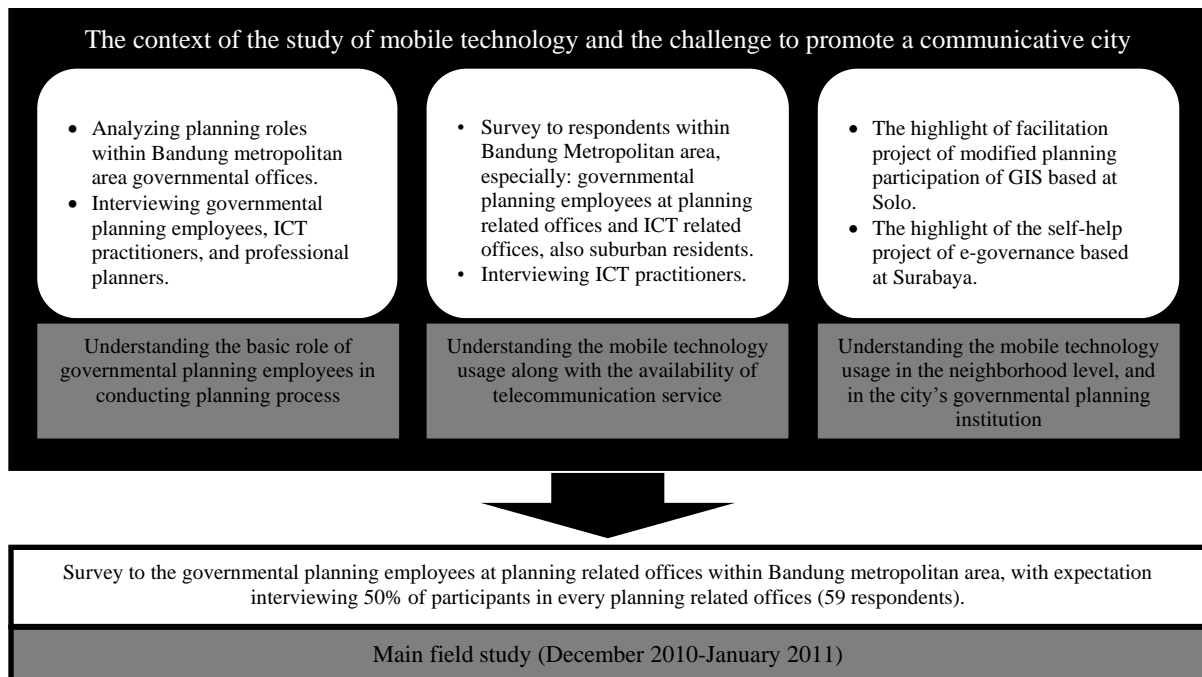 The context of the study of mobile technology and the challenge to promote a communicative city
• Analyzing planning roles
within Bandung metropolitan
area governmental offices.
• Interviewing governmental
planning employees, ICT
practitioners, and professional
planners.
Understanding the basic role of
governmental planning employees in
conducting planning process
• Survey to respondents within
Bandung Metropolitan area,
especially: governmental
planning employees at planning
related offices and ICT related
offices, also suburban residents.
• Interviewing ICT practitioners.
Understanding the mobile technology
usage along with the availability of
telecommunication service
• The highlight of facilitation
project of modified planning
participation of GIS based at
Solo.
• The highlight of the self-help
project of e-governance based
at Surabaya.
Understanding the mobile technology
usage in the neighborhood level, and
in the city’s governmental planning
institution
Survey to the governmental planning employees at planning related offices within Bandung metropolitan area, with expectation
interviewing 50% of participants in every planning related offices (59 respondents).
Main field study (December 2010-January 2011)